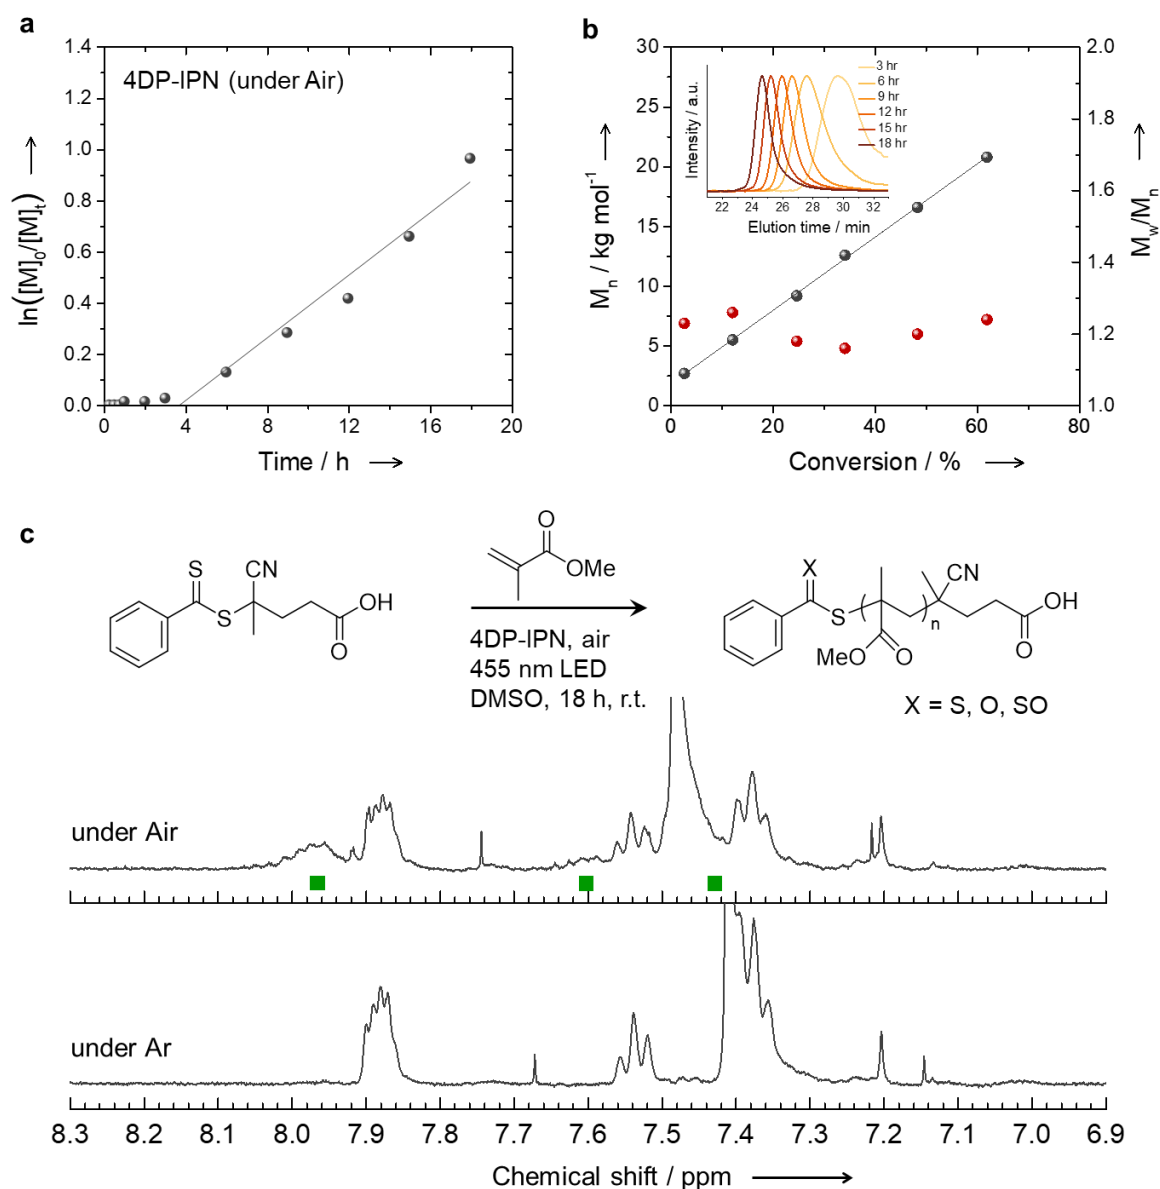 a
1.4
1.2
1.0
0.8
0.6
0.4
0.2
0.0
4DP-IPN (under Air)
ln([M]0/[M]t)
0 4 8 12 16 20
Time / h
b
30
25
20
15
10
5
0
Mn / kg mol-1
2.0
1.8
1.6
1.4
1.2
1.0
Mw/Mn
3 hr
6 hr
9 hr
12 hr
15 hr
18 hr
Intensity / a.u.
22 24 26 28 30 32
Elution time / min
0 20 40 60 80
Conversion / %
c
S
CN
S
OH
O
O
OMe
4DP-IPN, air
455 nm LED
DMSO, 18 h, r.t.
X
S
n
CN
OH
O
MeO
O
X = S, O, SO
under Air
under Ar
8.3 8.2 8.1 8.0 7.9 7.8 7.7 7.6 7.5 7.4 7.3 7.2 7.1 7.0 6.9
Chemical shift / ppm